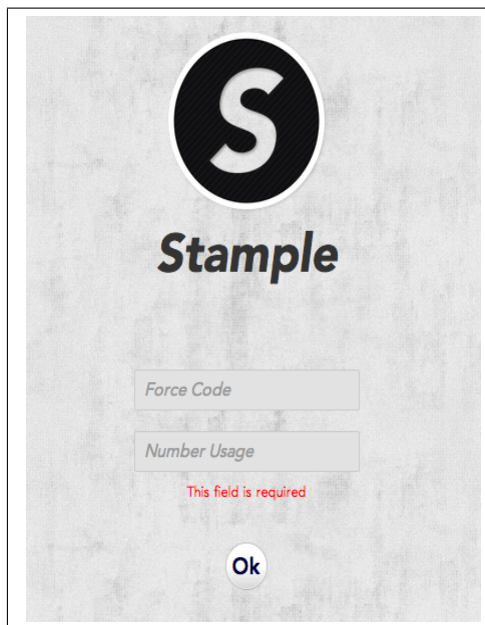 S
Stample
Force Code
Number Usage
This field is required
Ok